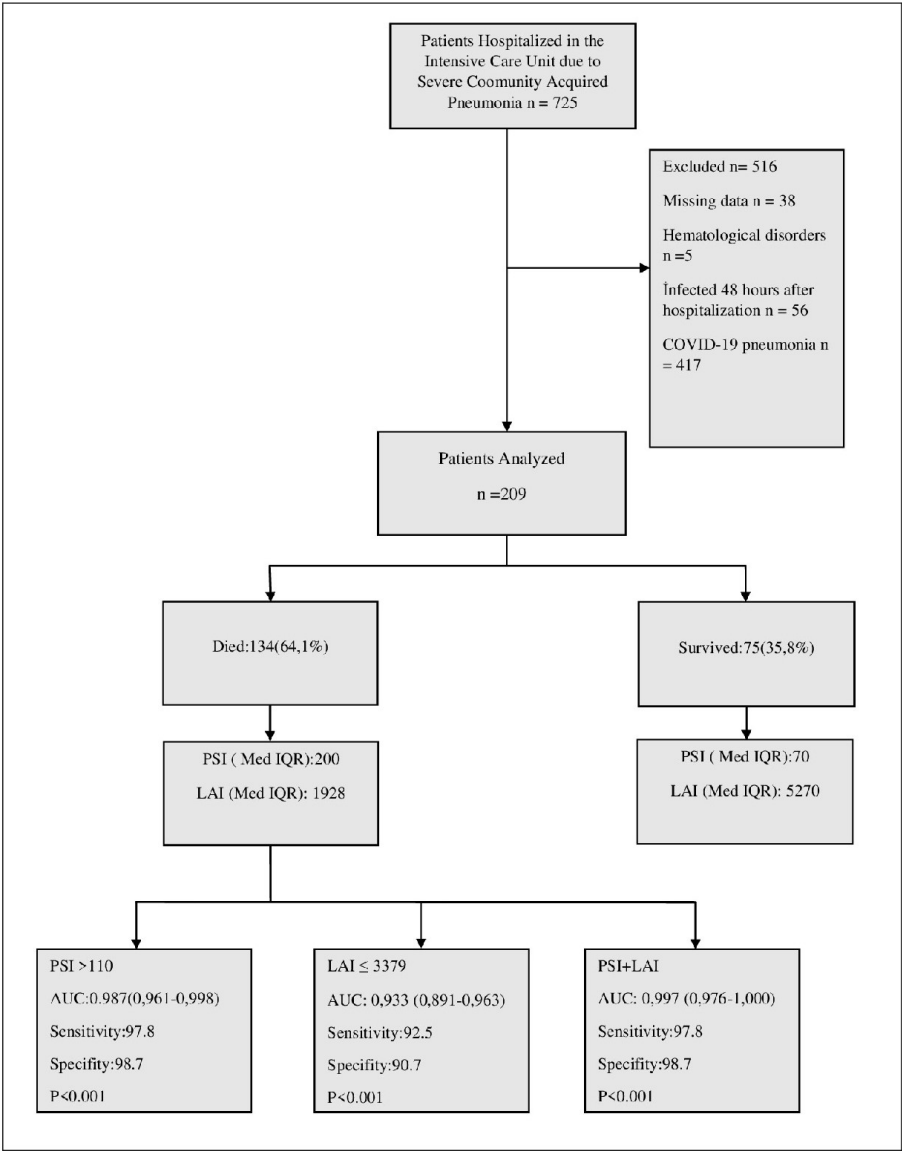 Patients Hospitalized in the
Intensive Care Unit due to
Severe Coomunity Acquired
Pneumonia n = 725
Excluded n= 516
Missing data n = 38
Hematological disorders
n =5
İnfected 48 hours after
hospitalization n = 56
COVID-19 pneumonia n
= 417
Patients Analyzed
n =209
Died:134(64,1%)
Survived:75(35,8%)
PSI ( Med IQR):200
LAI (Med IQR): 1928
PSI ( Med IQR):70
LAI (Med IQR): 5270
PSI >110
AUC:0.987(0,961-0,998)
Sensitivity:97.8
Specifity:98.7
P<0.001
LAI ≤ 3379
AUC: 0,933 (0,891-0,963)
Sensitivity:92.5
Specifity:90.7
P<0.001
PSI+LAI
AUC: 0,997 (0,976-1,000)
Sensitivity:97.8
Specifity:98.7
P<0.001